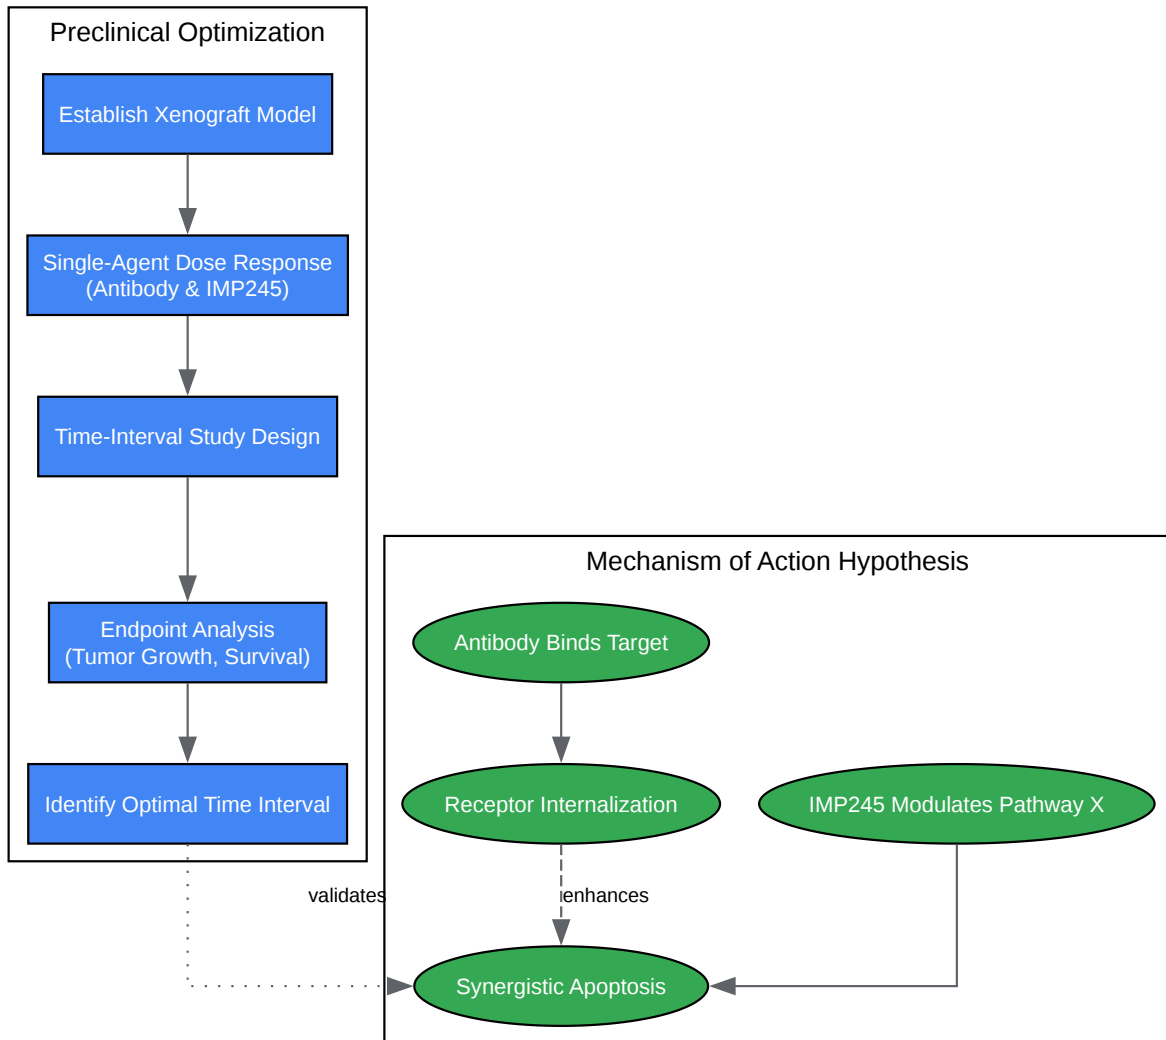 Preclinical Optimization
Establish Xenograft Model
Single-Agent Dose Response
(Antibody & IMP245)
Time-Interval Study Design
Endpoint Analysis
(Tumor Growth, Survival)
Identify Optimal Time Interval
validates
Mechanism of Action Hypothesis
Antibody Binds Target
Receptor Internalization
IMP245 Modulates Pathway X
enhances
Synergistic Apoptosis